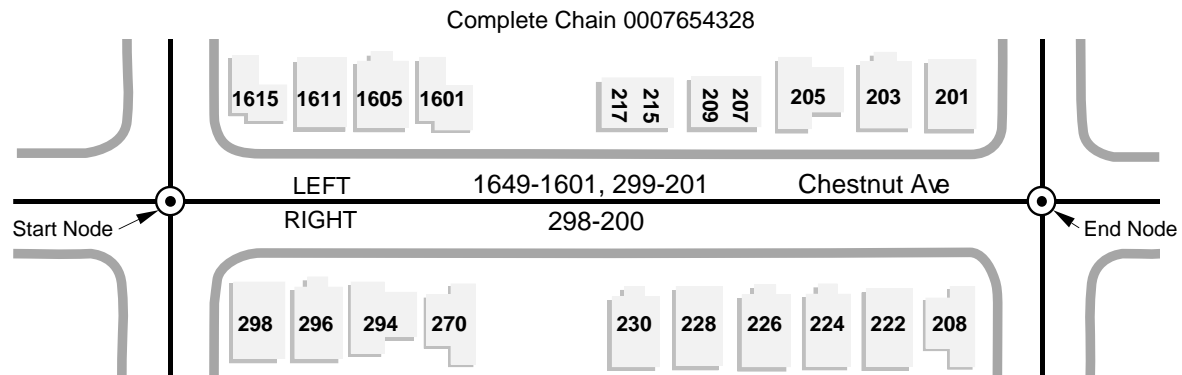 Complete Chain 0007654328
1615 1611 1605 1601 217 215 209 207 205 203 201
LEFT 1649-1601, 299-201 Chestnut Ave
Start Node RIGHT 298-200 End Node
298 296 294 270 230 228 226 224 222 208